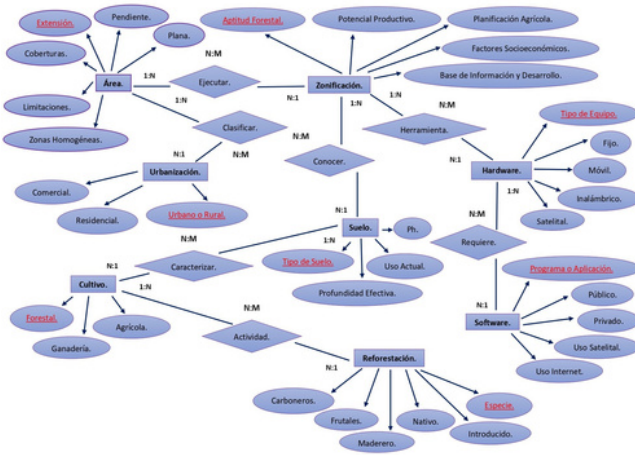 Extensión.
Pendiente.
Plana.
Coberturas.
Área.
Limitaciones.
Zonas Homogéneas.
1:N
1:N
N:M
Ejecutar.
N:1
Aptitud Forestal.
Potencial Productivo.
Planificación Agrícola.
Factores Socioeconómicos.
Base de Información y Desarrollo.
Zonificación.
1:N
1:N
N:M
Clasificar.
N:M
N:1
Urbanización.
Comercial.
Residencial.
Urbano o Rural.
N:M
Conocer.
Herramienta.
N:1
Tipo de Equipo.
Fijo.
Móvil.
Inalámbrico.
Satelital.
Hardware.
1:N
N:M
Requiere.
N:1
Suelo.
1:N
Ph.
Tipo de Suelo.
Uso Actual.
Profundidad Efectiva.
N:M
Caracterizar.
N:1
Cultivo.
1:N
Forestal.
Ganadería.
Agrícola.
N:M
Actividad.
N:1
Programa o Aplicación.
Público.
Privado.
Uso Satelital.
Uso Internet.
N:1
Software.
Reforestación.
Carboneros.
Frutales.
Maderero.
Nativo.
Introducido.
Especie.